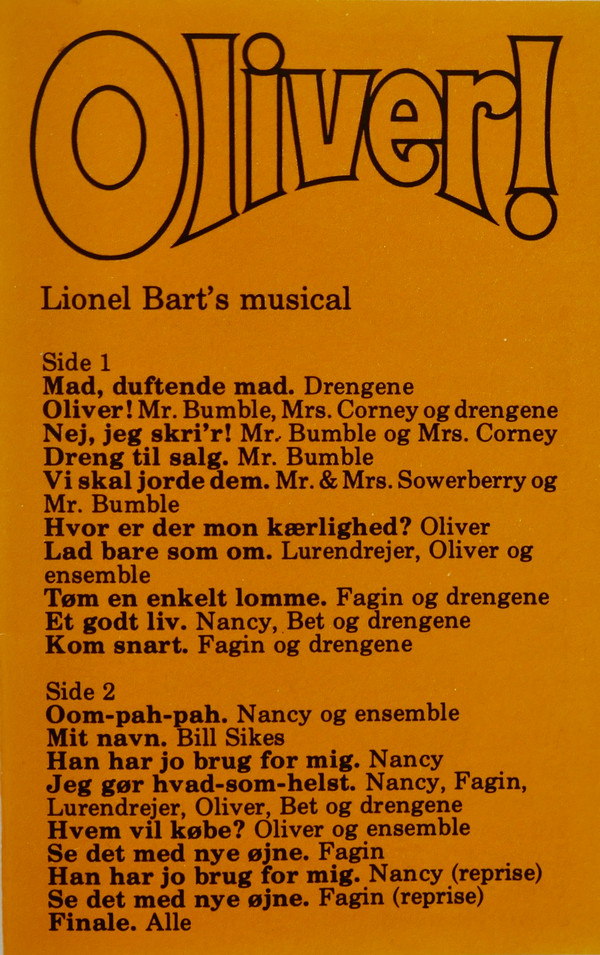 Oliver!
Lionel Bart's musical
Side 1
Mad, duftende mad. Drengene
Oliver! Mr. Bumble, Mrs. Corney og drengene
Nej, jeg skri'r! Mr. Bumble og Mrs. Corney
Dreng til salg. Mr. Bumble
Vi skal jorde dem. Mr. & Mrs. Sowerberry og
Mr. Bumble
Hvor er der mon kærlighed? Oliver
Lad bare som om. Lurendrejer, Oliver og
ensemble
Tøm en enkelt lomme. Fagin og drengene
Et godt liv. Nancy, Bet og drengene
Kom snart. Fagin og drengene
Side 2
Oom-pah-pah. Nancy og ensemble
Mit navn. Bill Sikes
Han har jo brug for mig. Nancy
Jeg gør hvad-som-helst. Nancy, Fagin,
Lurendrejer, Oliver, Bet og drengene
Hvem vil købe? Oliver og ensemble
Se det med nye øjne. Fagin
Han har jo brug for mig. Nancy (reprise)
Se det med nye øjne. Fagin (reprise)
Finale. Alle